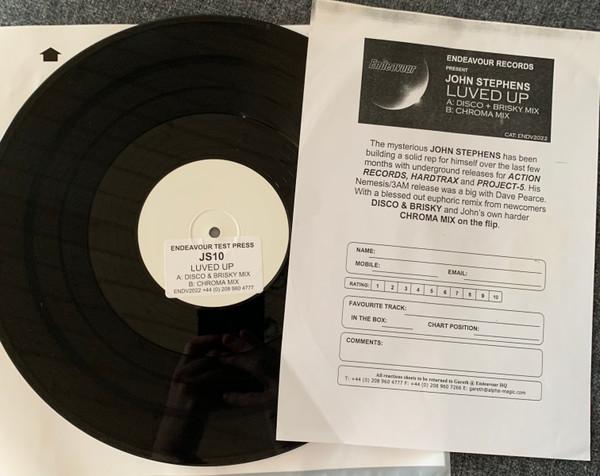 ENDEAVOUR TEST PRESS
JS10
LUVED UP
A: DISCO & BRISKY MIX
B: CHROMA MIX
ENDV2022 +44 (0) 208 960 4777
Endeavour
ENDEAVOUR RECORDS
PRESENT
JOHN STEPHENS
LUVED UP
A: DISCO + BRISKY MIX
B: CHROMA MIX
CAT: ENDV2022
The mysterious JOHN STEPHENS has been
building a solid rep for himself over the last few
months with underground releases for ACTION
RECORDS, HARDTRAX and PROJECT-5. His
Nemesis/3AM release was a big with Dave Pearce.
With a blessed out euphoric remix from newcomers
DISCO & BRISKY and John's own harder
CHROMA MIX on the flip.
NAME:
MOBILE: EMAIL:
RATING: 1 2 3 4 5 6 7 8 9 10
FAVOURITE TRACK:
IN THE BOX: CHART POSITION:
COMMENTS:
All reactions sheets to be returned to Gareth @ Endeavour HQ
T: +44 (0) 208 960 4777 F: +44 (0) 208 960 7266 E: gareth@alpha-magic.com